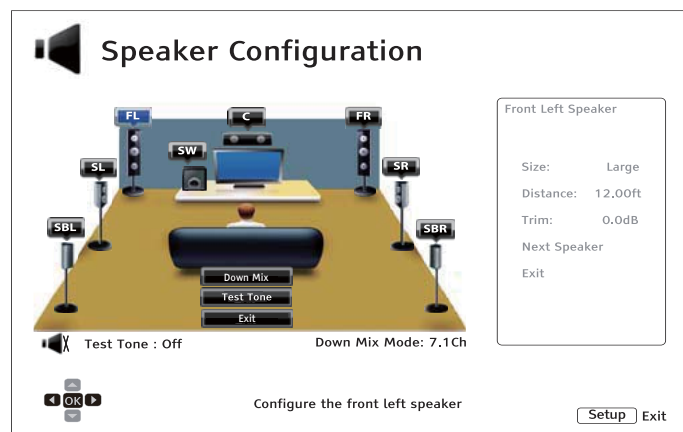 Speaker Configuration
FL
C
FR
SW
SL
SR
SBL
SBR
Down Mix
Test Tone
Exit
Test Tone : Off
Down Mix Mode: 7.1Ch
Front Left Speaker
Size: Large
Distance: 12.00ft
Trim: 0.0dB
Next Speaker
Exit
OK
Configure the front left speaker
Setup Exit